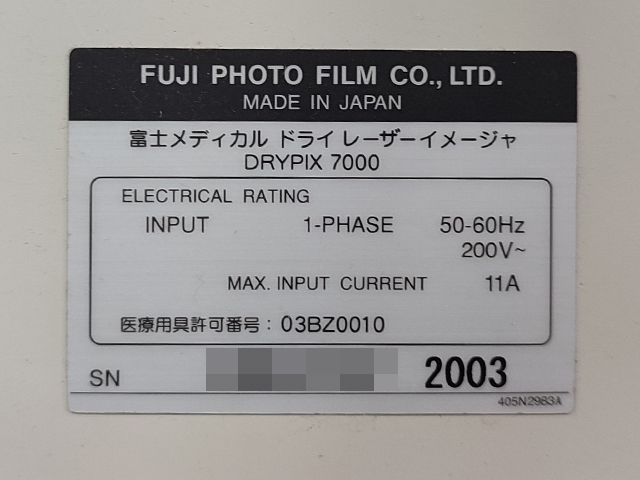 FUJI PHOTO FILM CO., LTD.
MADE IN JAPAN
富士メディカル ドライ レーザーイメージャ
DRYPIX 7000
ELECTRICAL RATING
INPUT 1-PHASE 50-60Hz
200V~
MAX. INPUT CURRENT 11A
医療用具許可番号：03BZ0010
SN 2003
405N2983A